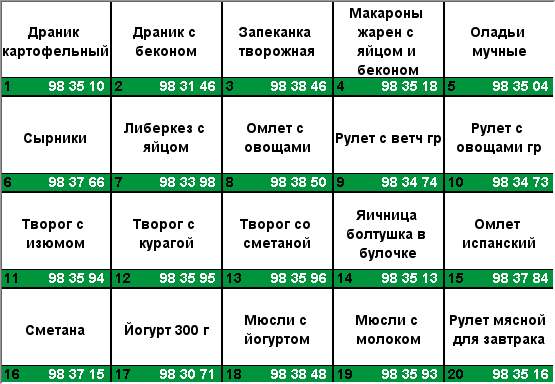 Драник картофельный
1 98 35 10
Драник с беконом
2 98 31 46
Запеканка творожная
3 98 38 46
Макароны жарен с яйцом и беконом
4 98 35 18
Оладьи мучные
5 98 35 04
Сырники
6 98 37 66
Либеркез с яйцом
7 98 33 98
Омлет с овощами
8 98 38 50
Рулет с ветч гр
9 98 34 74
Рулет с овощами гр
10 98 34 73
Творог с изюмом
11 98 35 94
Творог с курагой
12 98 35 95
Творог со сметаной
13 98 35 96
Яичница болтушка в булочке
14 98 35 13
Омлет испанский
15 98 37 84
Сметана
16 98 37 15
Йогурт 300 г
17 98 30 71
Мюсли с йогуртом
18 98 38 48
Мюсли с молоком
19 98 35 93
Рулет мясной для завтрака
20 98 35 16